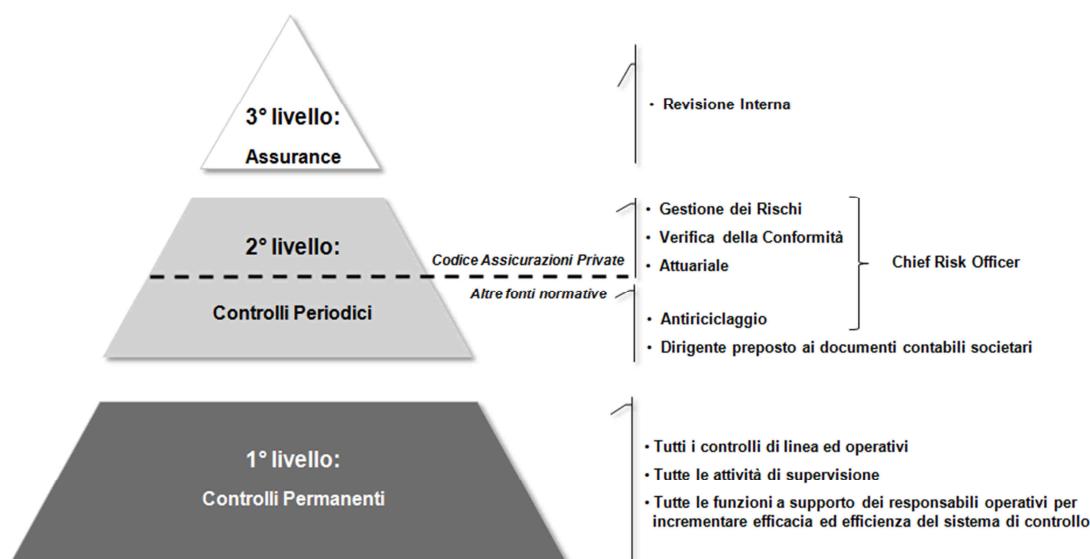 3° livello:
Assurance
• Revisione Interna
2° livello:
Controlli Periodici
Codice Assicurazioni Private
Altre fonti normative
• Gestione dei Rischi
• Verifica della Conformità
• Attuariale
• Antiriciclaggio
• Dirigente preposto ai documenti contabili societari
Chief Risk Officer
1° livello:
Controlli Permanenti
• Tutti i controlli di linea ed operativi
• Tutte le attività di supervisione
• Tutte le funzioni a supporto dei responsabili operativi per
incrementare efficacia ed efficienza del sistema di controllo